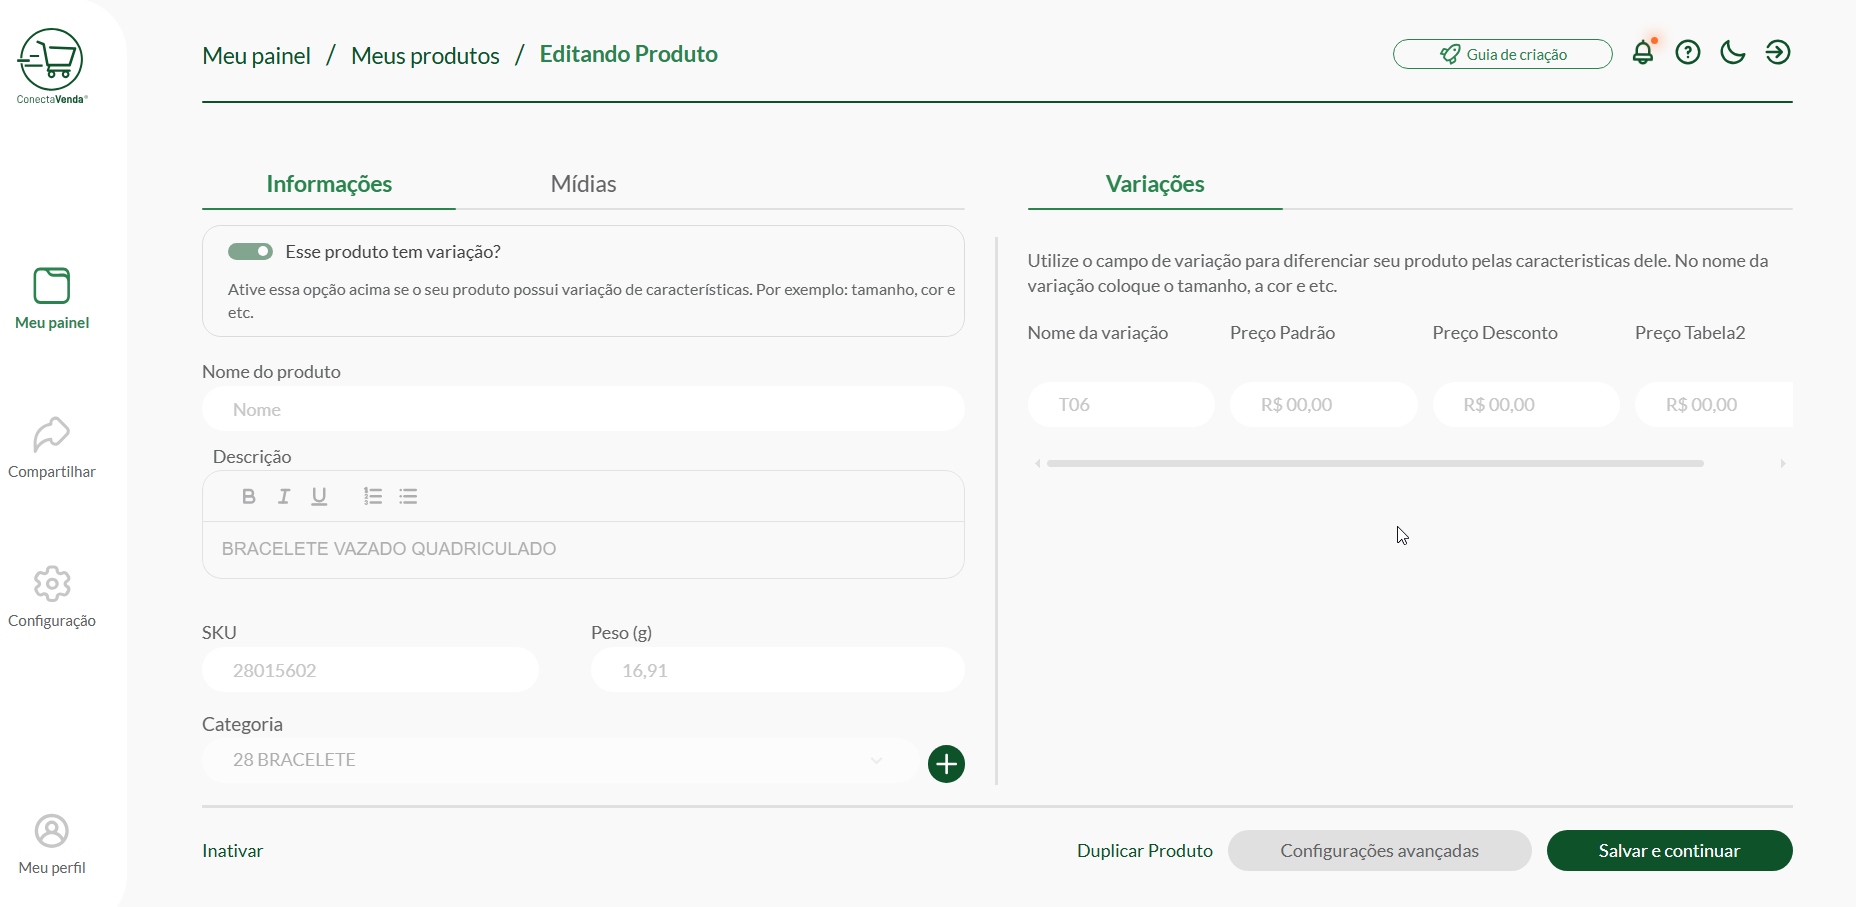 ConectaVenda®
Meu painel / Meus produtos / Editando Produto
Guia de criação
Meu painel
Compartilhar
Configuração
Meu perfil
Informações
Mídias
Esse produto tem variação?
Ative essa opção acima se o seu produto possui variação de características. Por exemplo: tamanho, cor e
etc.
Nome do produto
Nome
Descrição
B I U
BRACELETE VAZADO QUADRICULADO
SKU
Peso (g)
28015602
16,91
Categoria
28 BRACELETE
Variações
Utilize o campo de variação para diferenciar seu produto pelas caracteristicas dele. No nome da
variação coloque o tamanho, a cor e etc.
Nome da variação
Preço Padrão
Preço Desconto
Preço Tabela2
T06
R$ 00,00
R$ 00,00
R$ 00,00
Inativar
Duplicar Produto
Configurações avançadas
Salvar e continuar